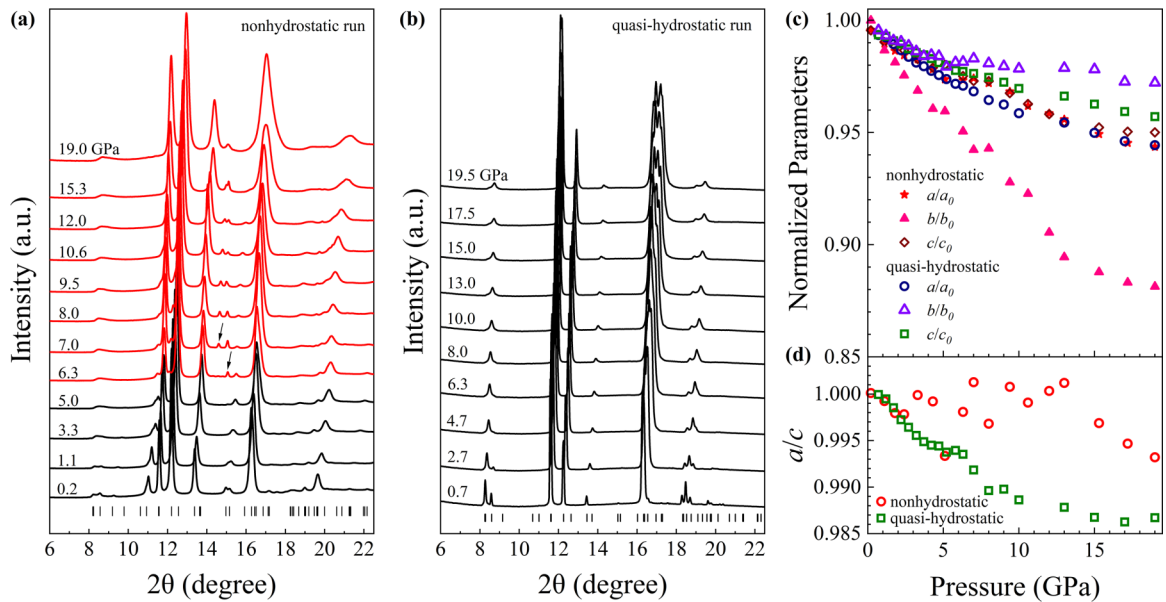 (a)
nonhydrostatic run
19.0 GPa
15.3
12.0
10.6
9.5
8.0
7.0
6.3
5.0
3.3
1.1
0.2
Intensity (a.u.)
6 8 10 12 14 16 18 20 22
2θ (degree)
(b)
quasi-hydrostatic run
19.5 GPa
17.5
15.0
13.0
10.0
8.0
6.3
4.7
2.7
0.7
Intensity (a.u.)
6 8 10 12 14 16 18 20 22
2θ (degree)
(c)
1.00
0.95
0.90
0.85
Normalized Parameters
nonhydrostatic
a/a0
b/b0
c/c0
quasi-hydrostatic
a/a0
b/b0
c/c0
(d)
1.000
0.995
0.990
0.985
a/c
nonhydrostatic
quasi-hydrostatic
0 5 10 15
Pressure (GPa)